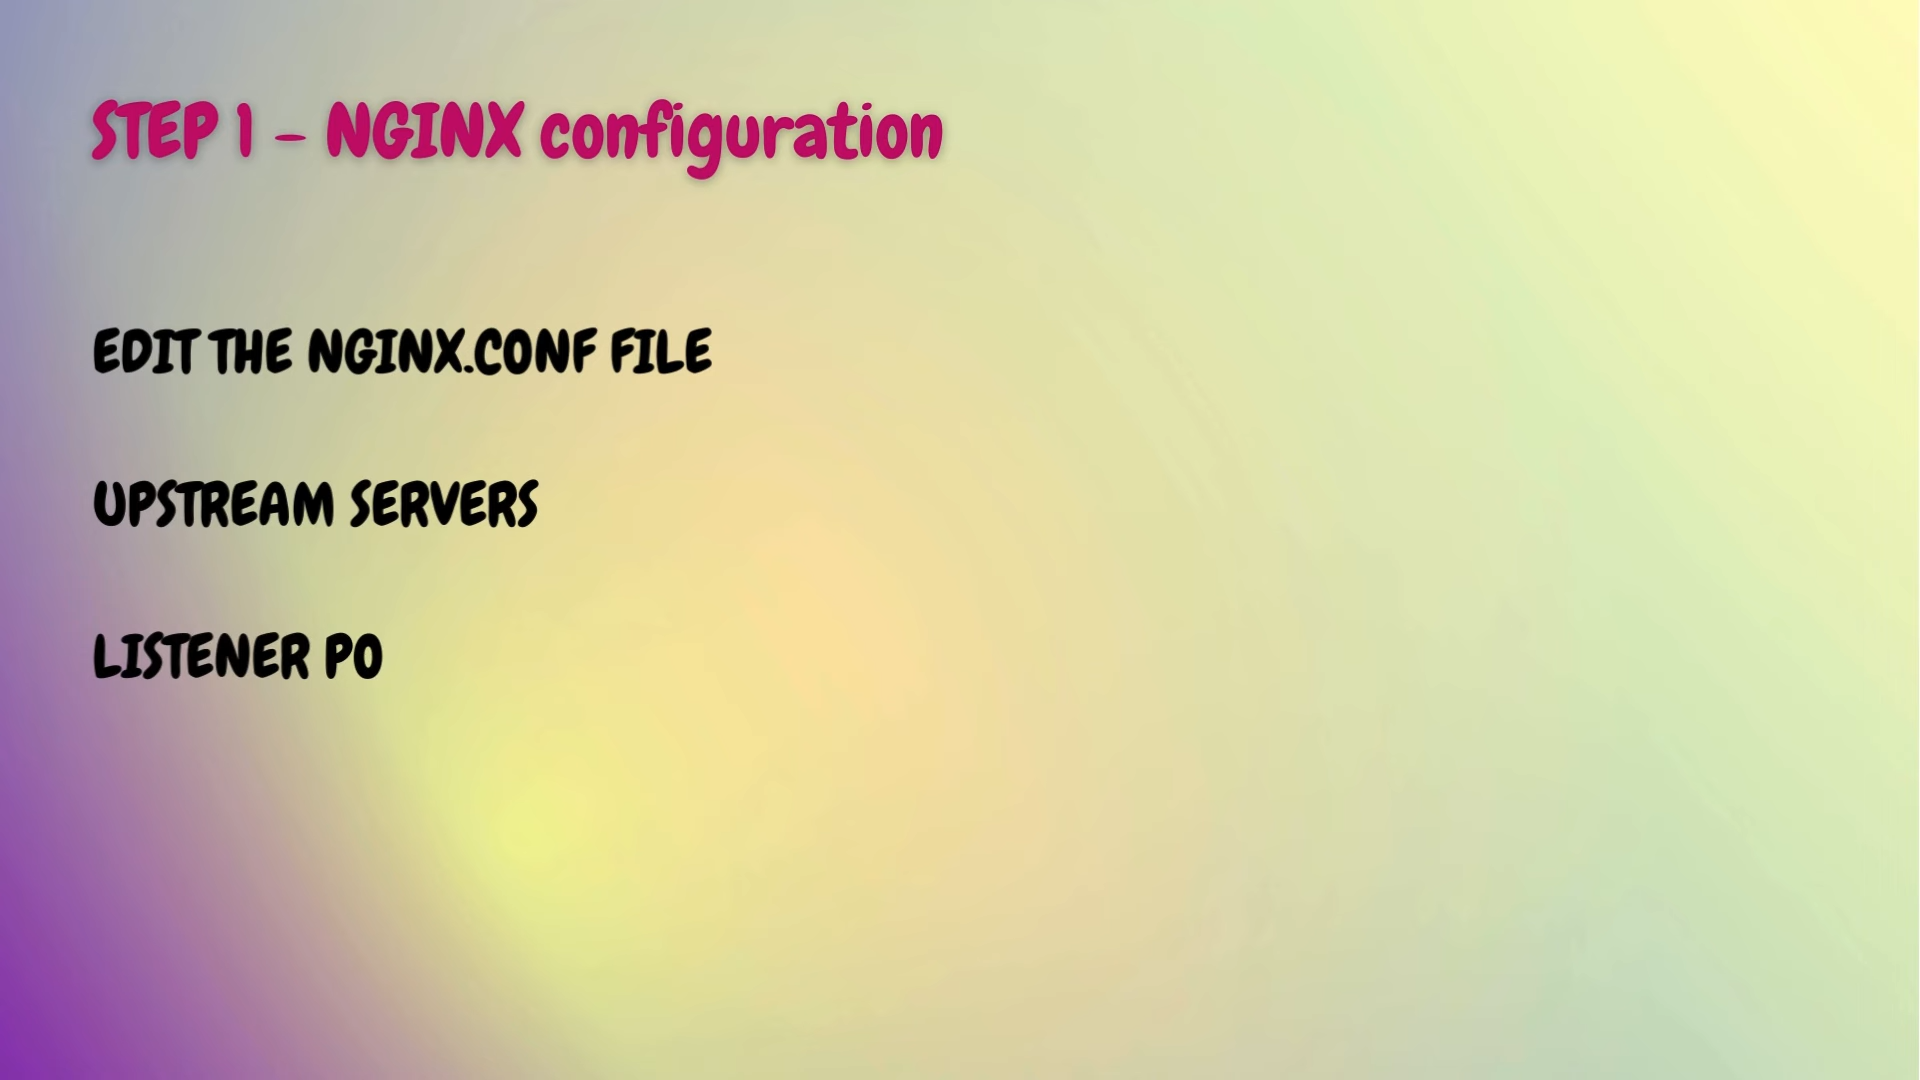 STEP 1 - NGINX configuration
EDIT THE NGINX.CONF FILE
UPSTREAM SERVERS
LISTENER PO